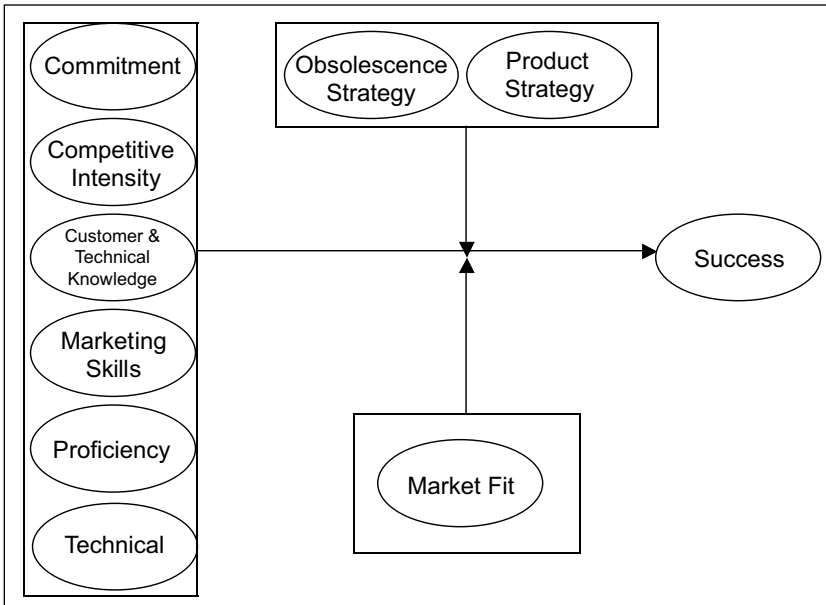 Commitment
Competitive
Intensity
Customer &
Technical
Knowledge
Marketing
Skills
Proficiency
Technical
Obsolescence
Strategy
Product
Strategy
Success
Market Fit